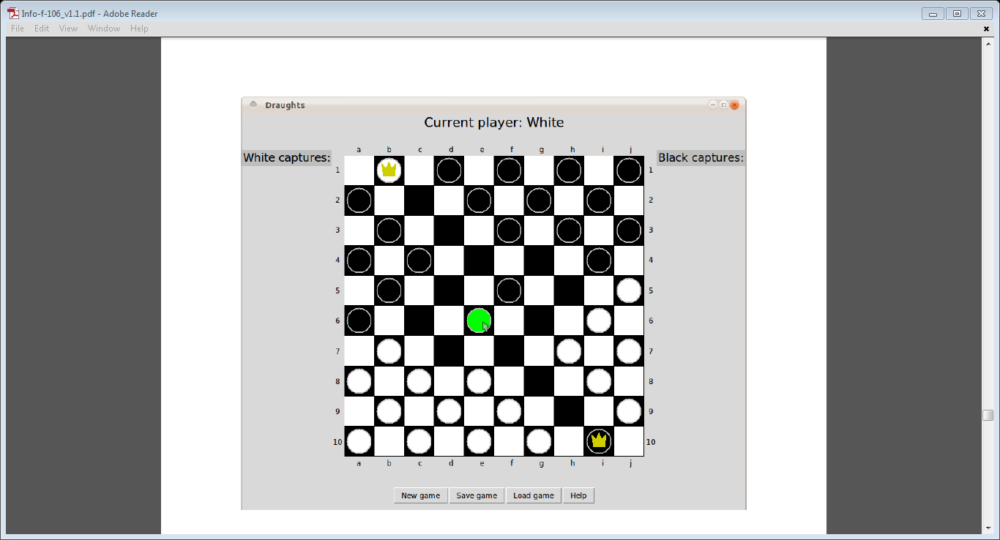 Info-f-106_v1.1.pdf - Adobe Reader
File Edit View Window Help
Draughts
Current player: White
White captures:
Black captures:
a b c d e f g h i j
1 1
2 2
3 3
4 4
5 5
6 6
7 7
8 8
9 9
10 10
a b c d e f g h i j
New game Save game Load game Help